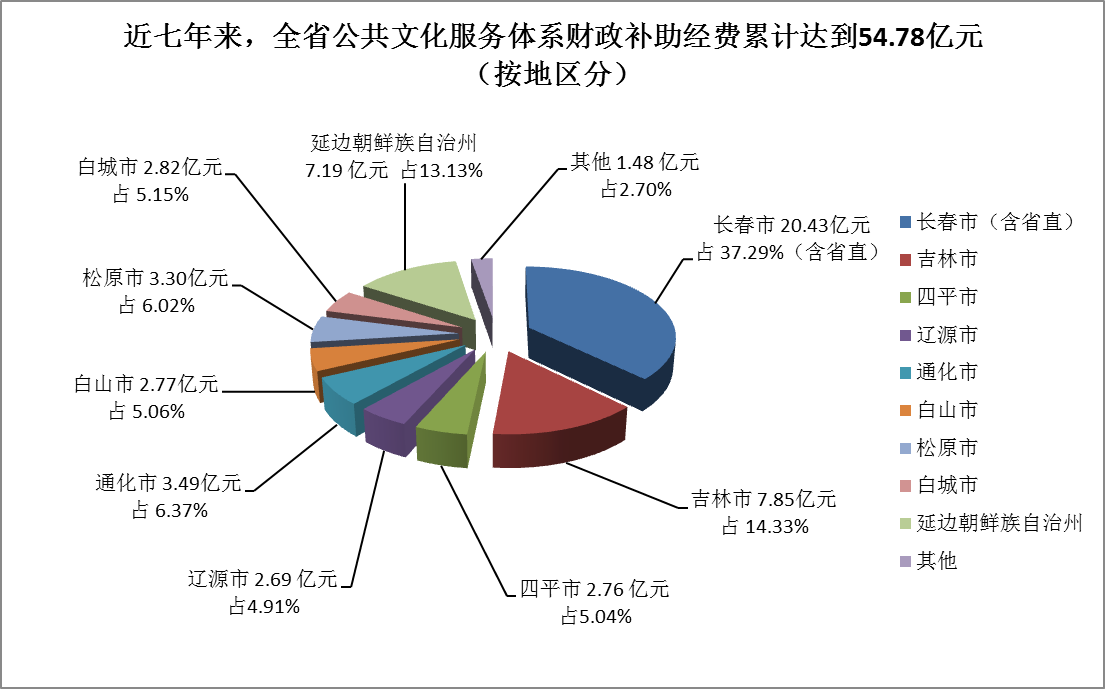 近七年来，全省公共文化服务体系财政补助经费累计达到54.78亿元
（按地区分）
延边朝鲜族自治州
7.19 亿元 占13.13%
其他 1.48 亿元
占2.70%
白城市 2.82亿元
占 5.15%
长春市 20.43亿元
占 37.29%（含省直）
松原市 3.30亿元
占 6.02%
白山市 2.77亿元
占 5.06%
通化市 3.49亿元
占 6.37%
辽源市 2.69 亿元
占4.91%
四平市 2.76 亿元
占5.04%
吉林市 7.85亿元
占 14.33%
长春市（含省直）
吉林市
四平市
辽源市
通化市
白山市
松原市
白城市
延边朝鲜族自治州
其他